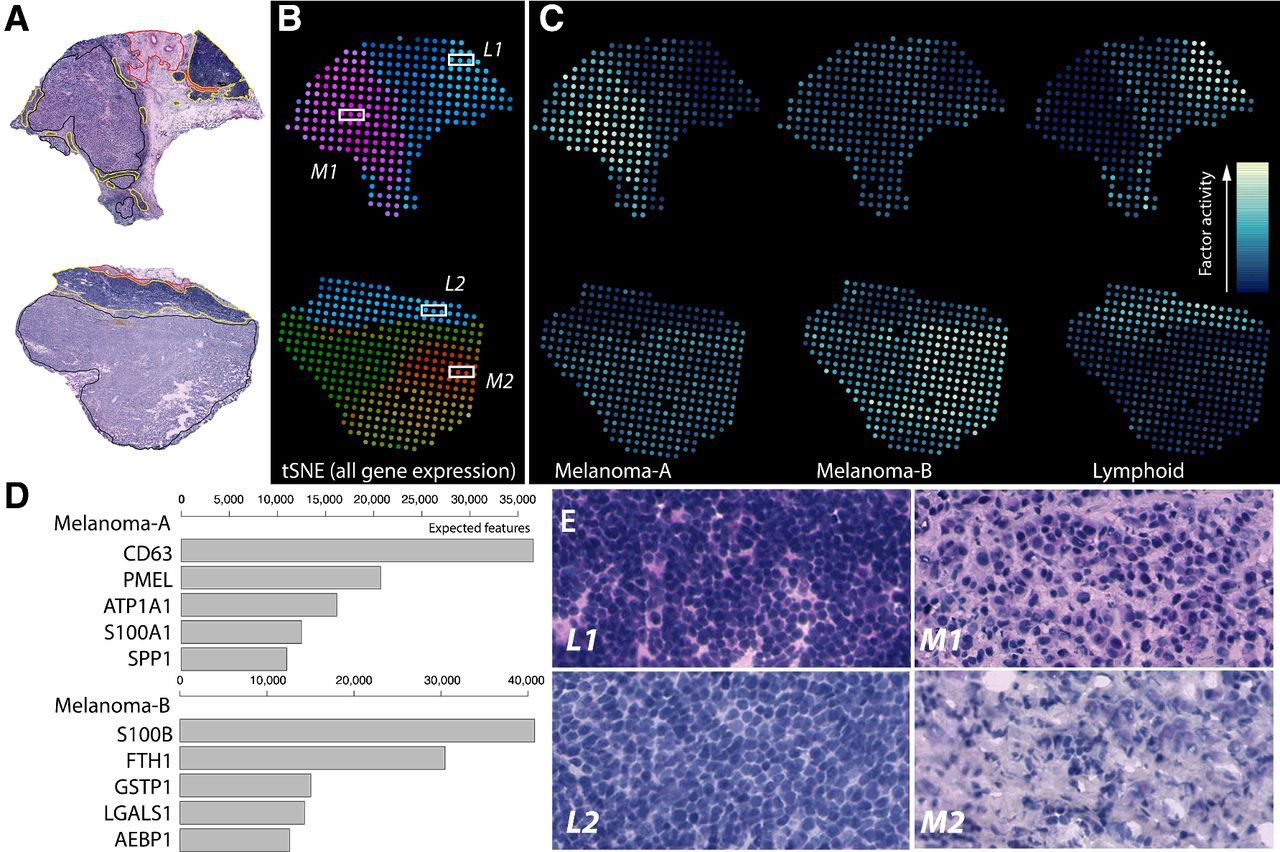 A
B
L1
M1
L2
M2
tSNE (all gene expression)
C
Factor activity
Melanoma-A
Melanoma-B
Lymphoid
D
0 5,000 10,000 15,000 20,000 25,000 30,000 35,000
Melanoma-A
Expected features
CD63
PMEL
ATP1A1
S100A1
SPP1
0 10,000 20,000 30,000 40,000
Melanoma-B
S100B
FTH1
GSTP1
LGALS1
AEBP1
E
L1
M1
L2
M2